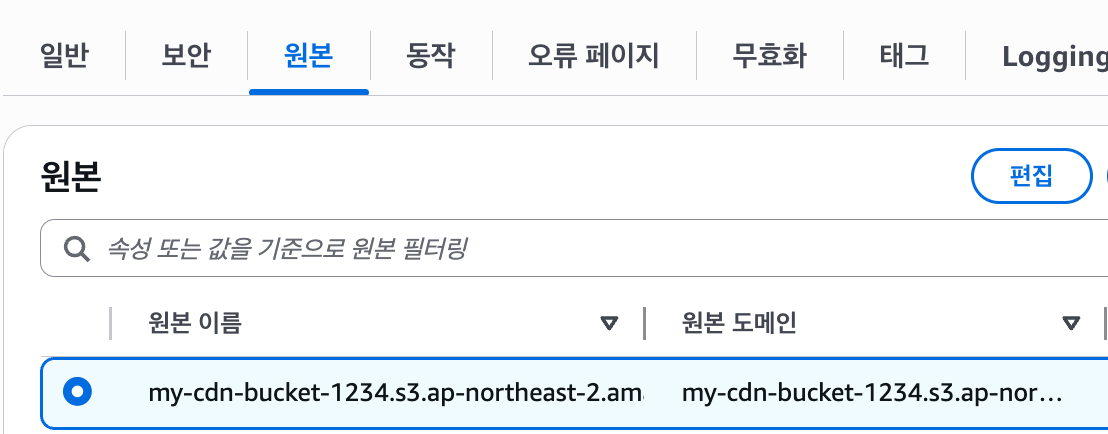 일반 보안 원본 동작 오류 페이지 무효화 태그 Logging
원본 편집
속성 또는 값을 기준으로 원본 필터링
원본 이름 원본 도메인
my-cdn-bucket-1234.s3.ap-northeast-2.am my-cdn-bucket-1234.s3.ap-nor...